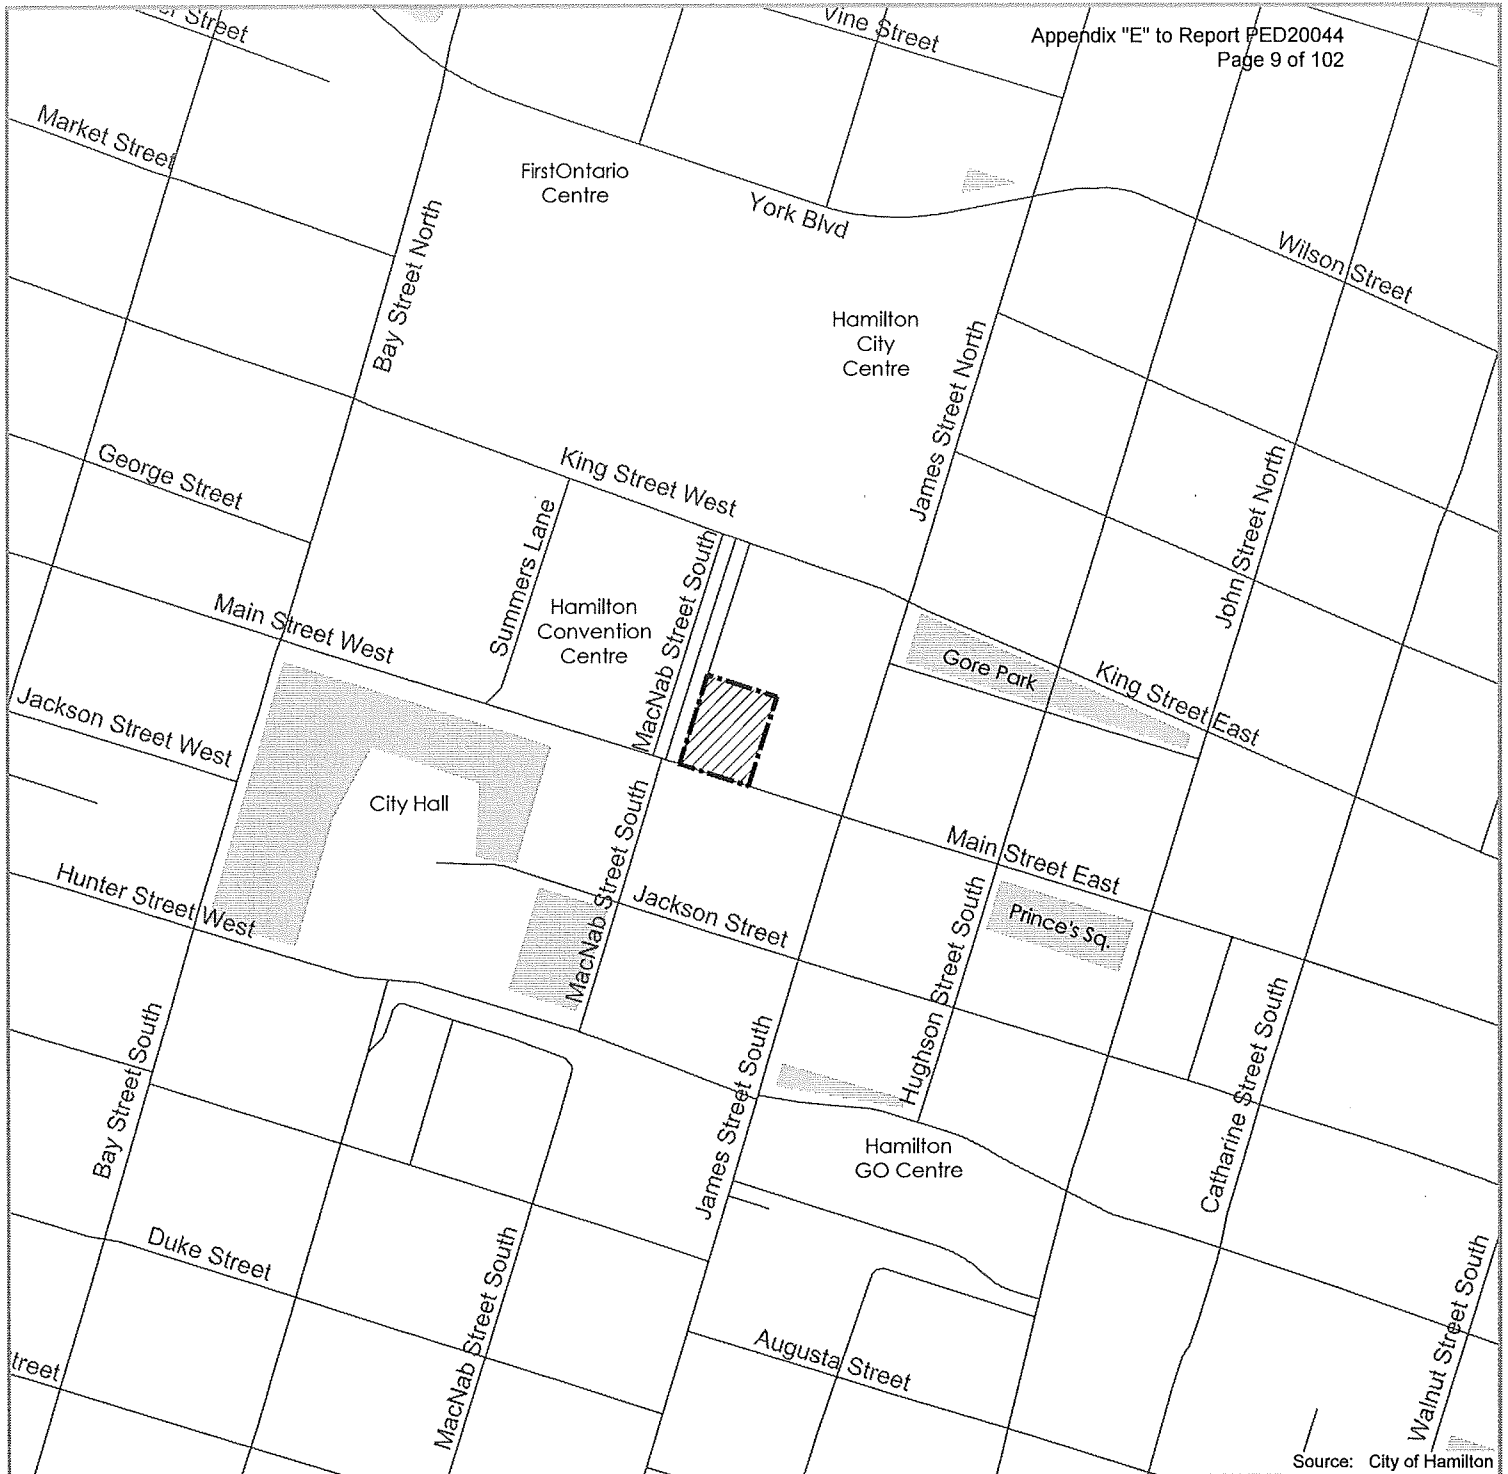 Appendix "E" to Report PED20044
Page 9 of 102
Street
Vine Street
Market Street
FirstOntario
Centre
York Blvd
Wilson Street
Bay Street North
Hamilton
City
Centre
James Street North
John Street North
King Street West
George Street
Summers Lane
MacNab Street South
Hamilton
Convention
Centre
Main Street West
Gore Park
King Street East
Jackson Street West
City Hall
MacNab Street South
Main Street East
Hunter Street West
Jackson Street
Prince's Sq.
Hughson Street South
Catharine Street South
Bay Street South
James Street South
Hamilton
GO Centre
Duke Street
MacNab Street South
Augusta Street
Walnut Street South
treet
Source: City of Hamilton